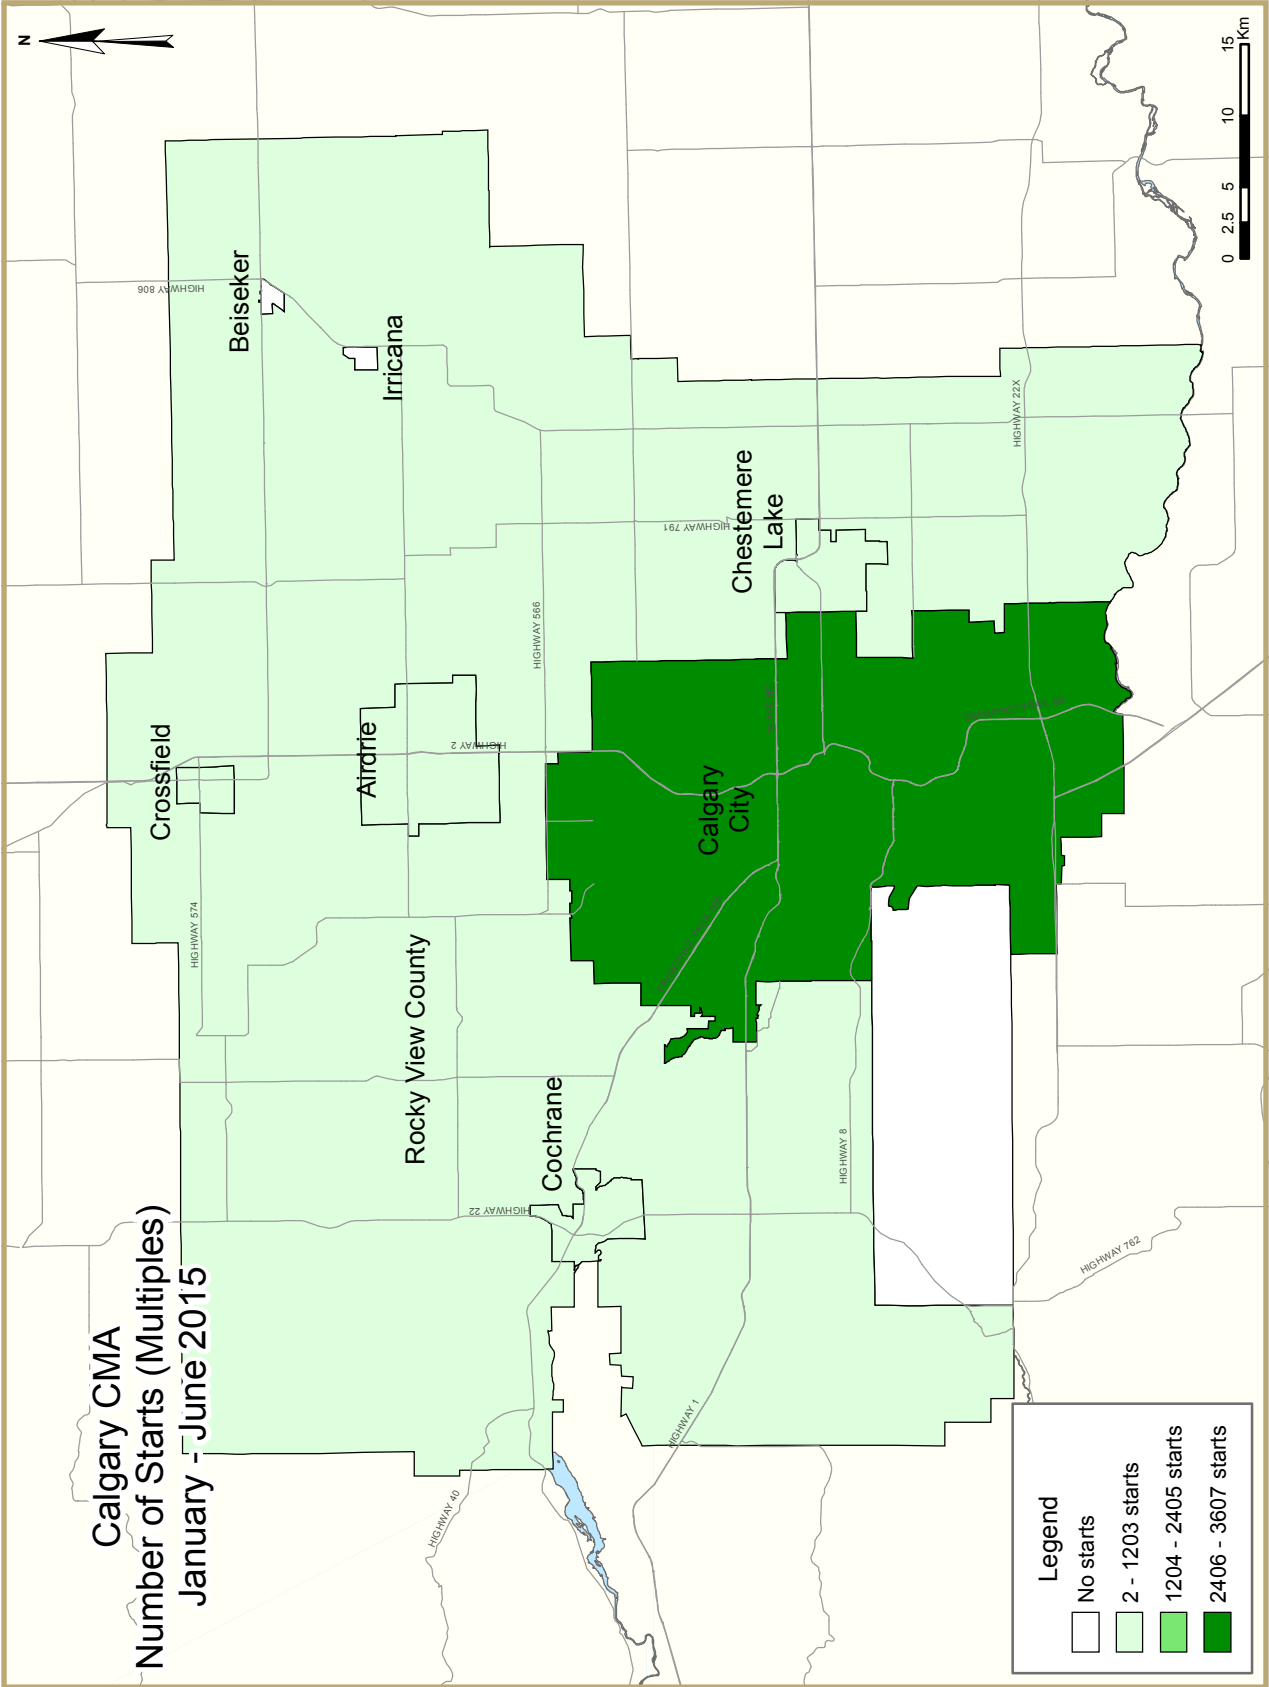 Calgary CMA
Number of Starts (Multiples)
January - June 2015
N
Crossfield
Beiseker
Irricana
Airdrie
Rocky View County
Cochrane
Chestemere
Lake
Calgary
City
HIGHWAY 806
HIGHWAY 574
HIGHWAY 566
HIGHWAY 791
HIGHWAY 2
HIGHWAY 22
HIGHWAY 22X
HIGHWAY 8
HIGHWAY 1
HIGHWAY 40
HIGHWAY 762
Legend
No starts
2 - 1203 starts
1204 - 2405 starts
2406 - 3607 starts
0 2.5 5 10 15
Km